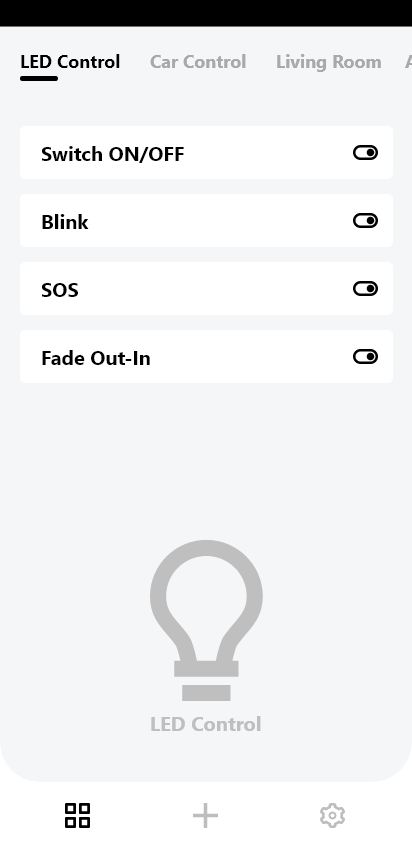 LED Control Car Control Living Room
Switch ON/OFF
Blink
SOS
Fade Out-In
LED Control